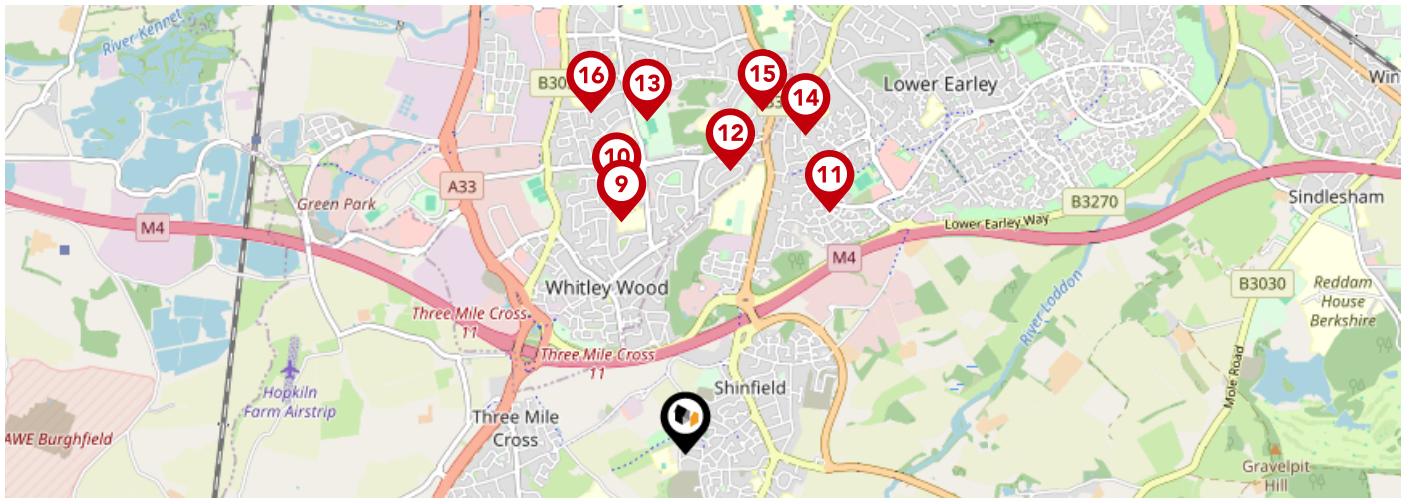 River Kennet
B30
16
13
15
B3
14
Lower Earley
Win
12
10
9
11
A33
Green Park
M4
Sindlesham
B3270
Lower Earley Way
M4
Whitley Wood
B3030
Reddam
House
Berkshire
River Loddon
Three Mile Cross
11
Three Mile Cross
11
Hopkiln
Farm Airstrip
Shinfield
Mole Road
Three Mile
Cross
AWE Burghfield
Gravelpit
Hill